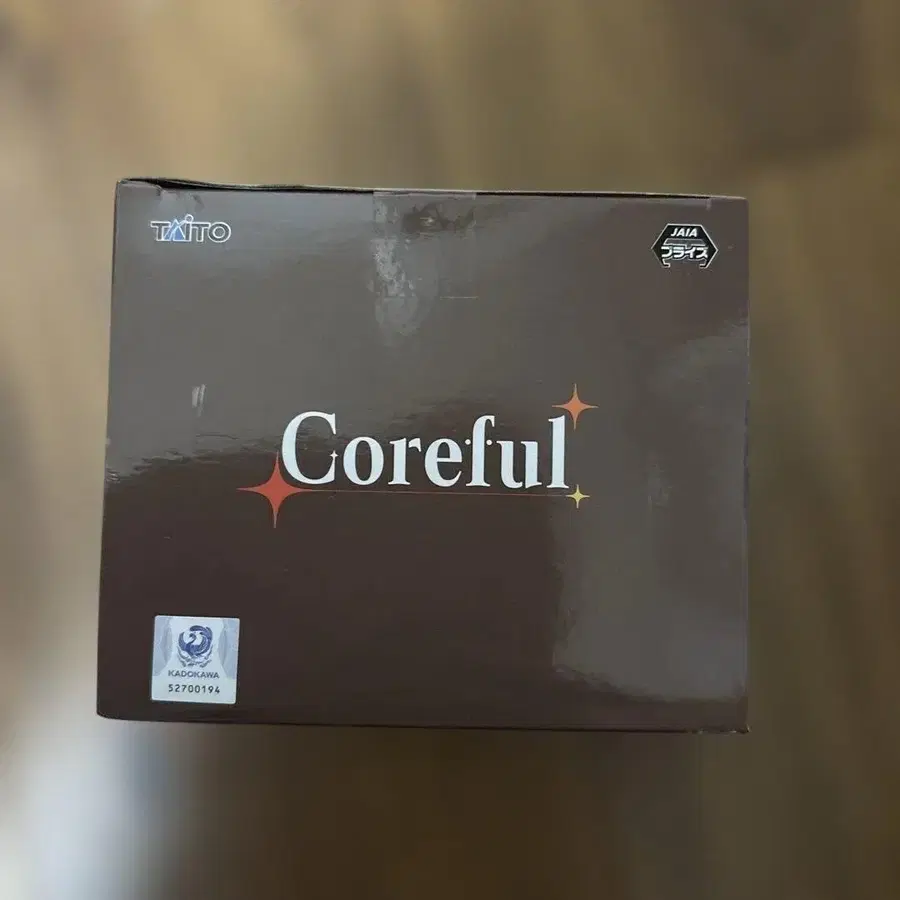 TAITO
JAIA
プライズ
Coreful
KADOKAWA
52700194